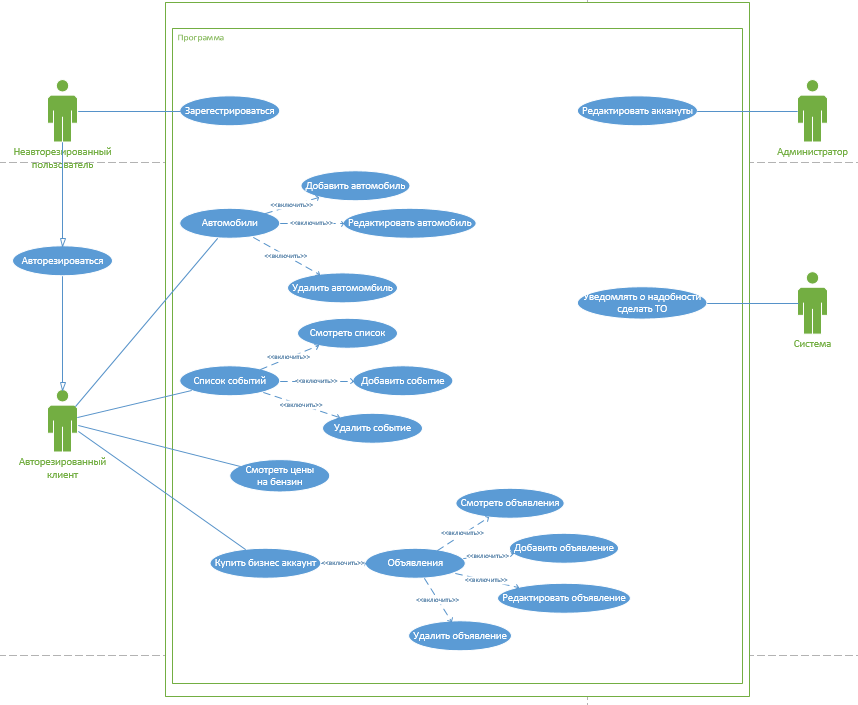 Программа
Зарегестрироваться
Редактировать аккануты
Неавторезированный
пользователь
Администратор
Добавить автомобиль
<<включить>>
Автомобили
<<включить>>
Редактировать автомобиль
<<включить>>
Авторезироваться
Удалить автомомбиль
Уведомлять о надобности
сделать ТО
Система
Смотреть список
<<включить>>
Список событий
<<включить>>
Добавить событие
<<включить>>
Удалить событие
Авторезированный
клиент
Смотреть цены
на бензин
Смотреть объявления
<<включить>>
Добавить объявление
<<включить>>
Купить бизнес аккаунт
<<включить>>
Объявления
<<включить>>
Редактировать объявление
<<включить>>
Удалить объявление